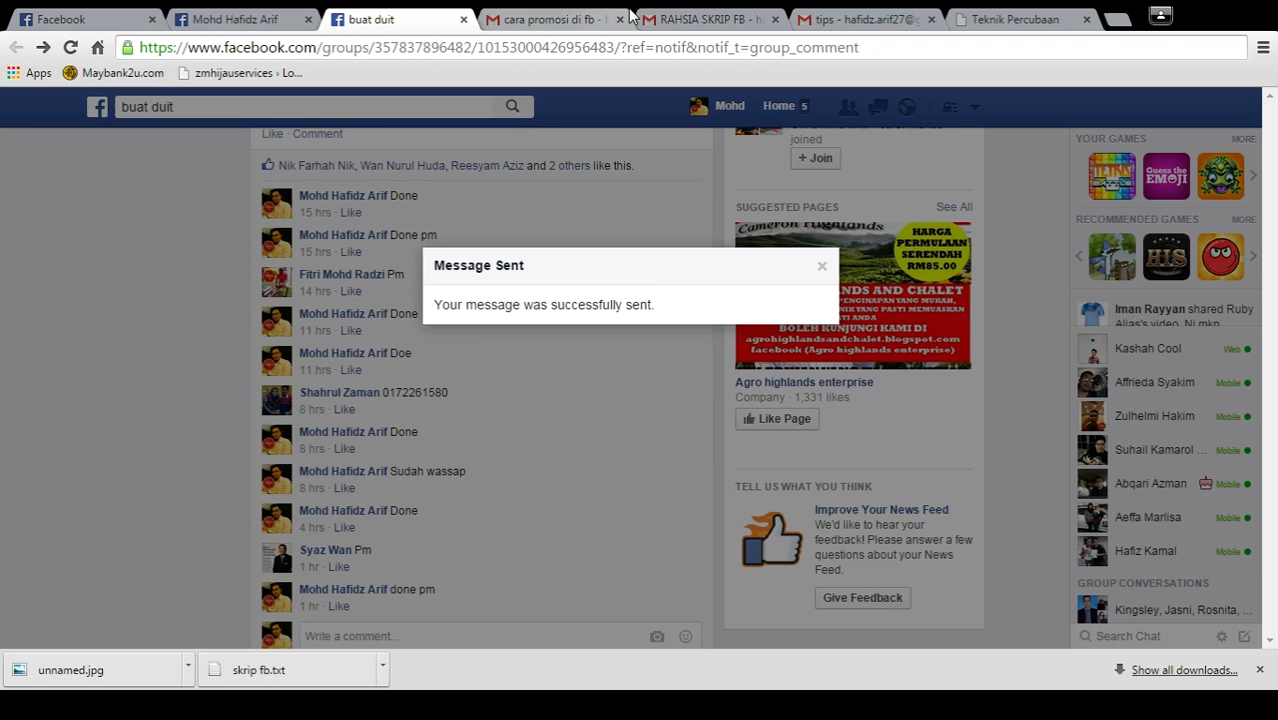 Facebook
Mohd Hafidz Arif
buat duit
cara promosi di fb - h
RAHSIA SKRIP FB - h
tips - hafidz.arif27@g
Teknik Percubaan
https://www.facebook.com/groups/357837896482/10153000426956483/?ref=notif&notif_t=group_comment
Apps
Maybank2u.com
zmhijauservices › Lo...
buat duit
Mohd
Home 5
Like · Comment
Nik Farhah Nik, Wan Nurul Huda, Reesyam Aziz and 2 others like this.
Mohd Hafidz Arif Done
15 hrs · Like
Mohd Hafidz Arif Done pm
15 hrs · Like
Fitri Mohd Radzi Pm
14 hrs · Like
Mohd Hafidz Arif Done
11 hrs · Like
Mohd Hafidz Arif Doe
11 hrs · Like
Shahrul Zaman 0172261580
8 hrs · Like
Mohd Hafidz Arif Done
8 hrs · Like
Mohd Hafidz Arif Sudah wassap
8 hrs · Like
Mohd Hafidz Arif Done
4 hrs · Like
Syaz Wan Pm
1 hr · Like
Mohd Hafidz Arif done pm
1 hr · Like
Write a comment...
Message Sent
Your message was successfully sent.
joined
+ Join
SUGGESTED PAGES
See All
Cameron Highlands
HARGA
PERMULAAN
SERENDAH
RM85.00
ANDS AND CHALET
BOLEH KUNJUNGI KAMI DI
agrohighlandsandchalet.blogspot.com
facebook (Agro highlands enterprise)
Agro highlands enterprise
Company · 1,331 likes
Like Page
TELL US WHAT YOU THINK
Improve Your News Feed
We'd like to hear your
feedback! Please answer a few
questions about your News
Feed.
Give Feedback
YOUR GAMES
MORE
TETRIS
Guess the
EMOJI
RECOMMENDED GAMES
MORE
HIS
Iman Rayyan shared Ruby
Alias's video. Ni mkn
Kashah Cool
Web
Affrieda Syakim
Mobile
Zulhelmi Hakim
Mobile
Suhail Kamarol ...
Mobile
Abqari Azman
Mobile
Aeffa Marlisa
Mobile
Hafiz Kamal
Mobile
GROUP CONVERSATIONS
Kingsley, Jasni, Rosnita, ...
Search Chat
unnamed.jpg
skrip fb.txt
Show all downloads...